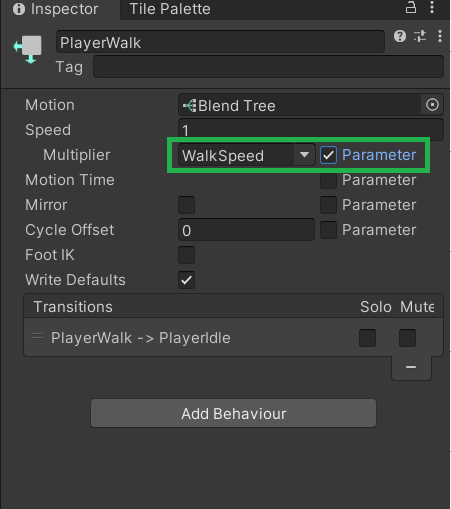 Inspector Tile Palette
PlayerWalk
Tag
Motion Blend Tree
Speed 1
Multiplier WalkSpeed Parameter
Motion Time Parameter
Mirror Parameter
Cycle Offset 0 Parameter
Foot IK
Write Defaults
Transitions Solo Mute
PlayerWalk -> PlayerIdle
Add Behaviour